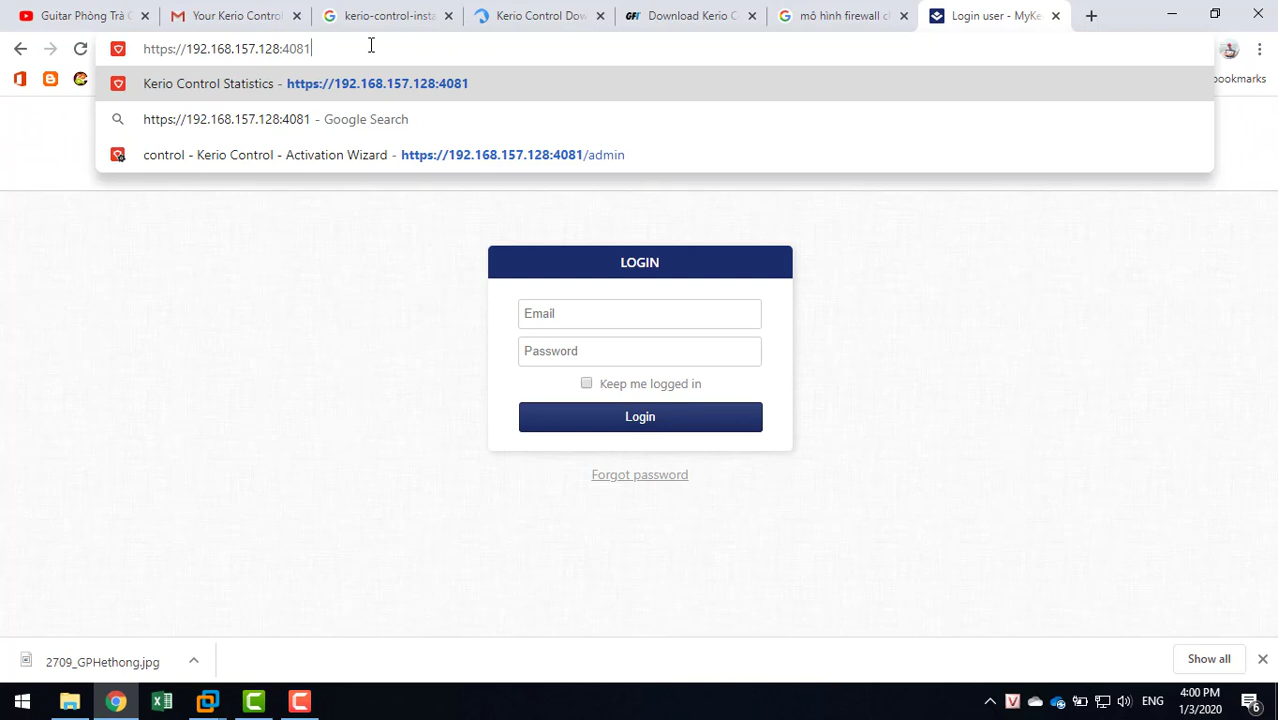 Guitar Phòng Trà C
Your Kerio Control
kerio-control-insta
Kerio Control Dow
GFI Download Kerio C
mô hình firewall cl
Login user - MyKe
https://192.168.157.128:4081
Kerio Control Statistics - https://192.168.157.128:4081
https://192.168.157.128:4081 - Google Search
control - Kerio Control - Activation Wizard - https://192.168.157.128:4081/admin
bookmarks
LOGIN
Email
Password
Keep me logged in
Login
Forgot password
2709_GPHethong.jpg
Show all
ENG
4:00 PM
1/3/2020
6